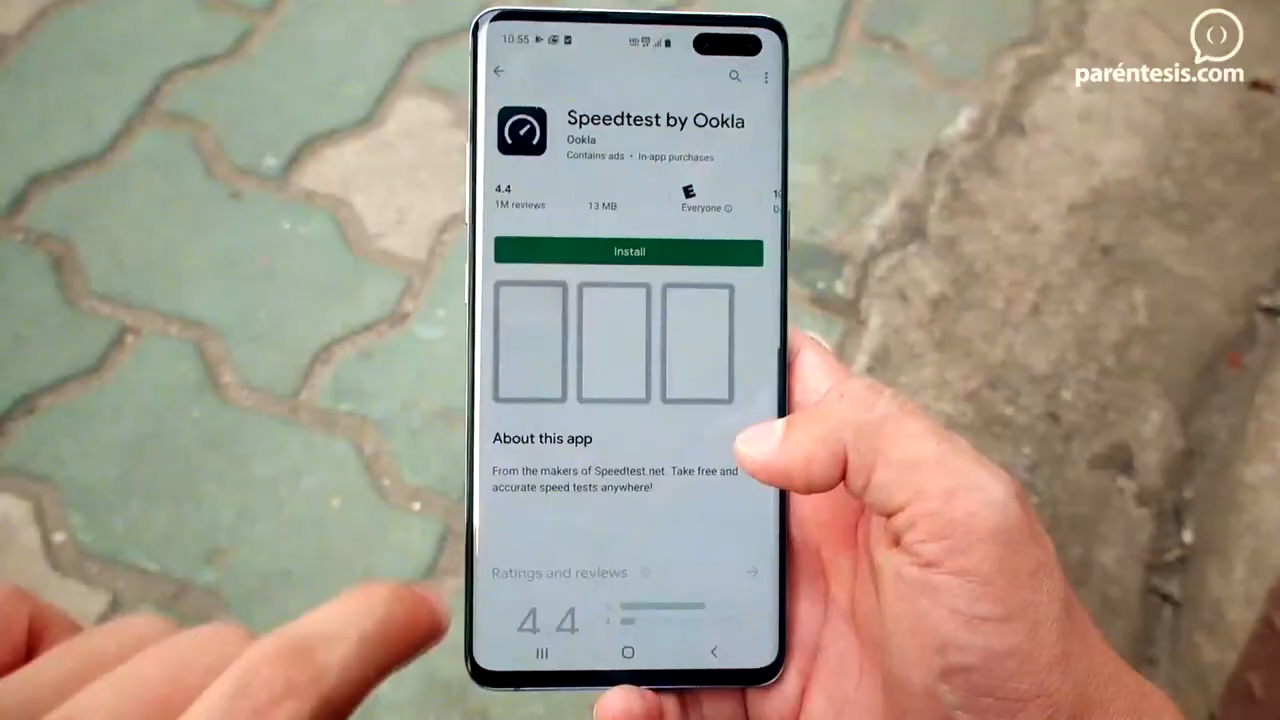 paréntesis.com
10:55
Speedtest by Ookla
Ookla
Contains ads • In-app purchases
4.4
1M reviews
13 MB
E
Everyone
Install
About this app
From the makers of Speedtest.net. Take free and
accurate speed tests anywhere!
Ratings and reviews
4 4